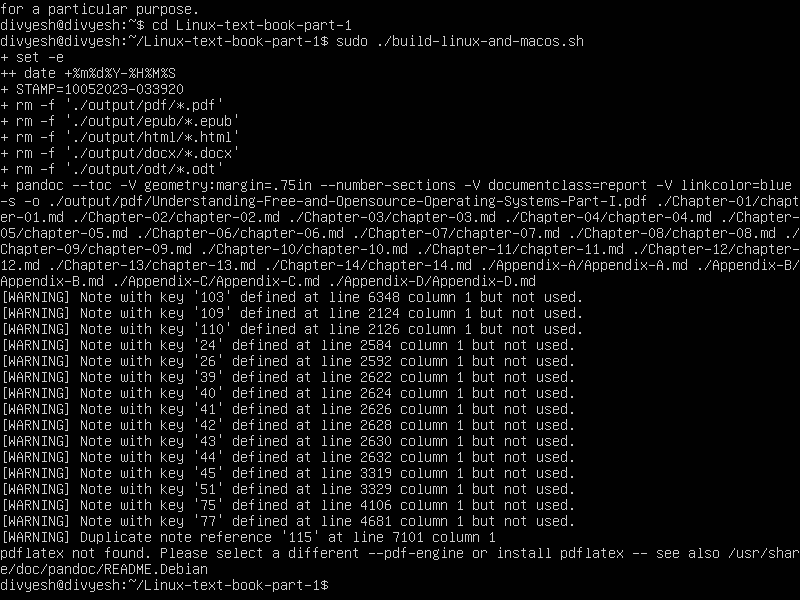 for a particular purpose.
divyesh@divyesh:~$ cd Linux-text-book-part-1
divyesh@divyesh:~/Linux-text-book-part-1$ sudo ./build-linux-and-macos.sh
+ set -e
++ date +%m%d%Y-%H%M%S
+ STAMP=10052023-033920
+ rm -f './output/pdf/*.pdf'
+ rm -f './output/epub/*.epub'
+ rm -f './output/html/*.html'
+ rm -f './output/docx/*.docx'
+ rm -f './output/odt/*.odt'
+ pandoc --toc -V geometry:margin=.75in --number-sections -V documentclass=report -V linkcolor=blue
-s -o ./output/pdf/Understanding-Free-and-Opensource-Operating-Systems-Part-I.pdf ./Chapter-01/chapt
er-01.md ./Chapter-02/chapter-02.md ./Chapter-03/chapter-03.md ./Chapter-04/chapter-04.md ./Chapter-
05/chapter-05.md ./Chapter-06/chapter-06.md ./Chapter-07/chapter-07.md ./Chapter-08/chapter-08.md ./
Chapter-09/chapter-09.md ./Chapter-10/chapter-10.md ./Chapter-11/chapter-11.md ./Chapter-12/chapter-
12.md ./Chapter-13/chapter-13.md ./Chapter-14/chapter-14.md ./Appendix-A/Appendix-A.md ./Appendix-B/
Appendix-B.md ./Appendix-C/Appendix-C.md ./Appendix-D/Appendix-D.md
[WARNING] Note with key '103' defined at line 6348 column 1 but not used.
[WARNING] Note with key '109' defined at line 2124 column 1 but not used.
[WARNING] Note with key '110' defined at line 2126 column 1 but not used.
[WARNING] Note with key '24' defined at line 2584 column 1 but not used.
[WARNING] Note with key '26' defined at line 2592 column 1 but not used.
[WARNING] Note with key '39' defined at line 2622 column 1 but not used.
[WARNING] Note with key '40' defined at line 2624 column 1 but not used.
[WARNING] Note with key '41' defined at line 2626 column 1 but not used.
[WARNING] Note with key '42' defined at line 2628 column 1 but not used.
[WARNING] Note with key '43' defined at line 2630 column 1 but not used.
[WARNING] Note with key '44' defined at line 2632 column 1 but not used.
[WARNING] Note with key '45' defined at line 3319 column 1 but not used.
[WARNING] Note with key '51' defined at line 3329 column 1 but not used.
[WARNING] Note with key '75' defined at line 4106 column 1 but not used.
[WARNING] Note with key '77' defined at line 4681 column 1 but not used.
[WARNING] Duplicate note reference '115' at line 7101 column 1
pdflatex not found. Please select a different --pdf-engine or install pdflatex -- see also /usr/shar
e/doc/pandoc/README.Debian
divyesh@divyesh:~/Linux-text-book-part-1$